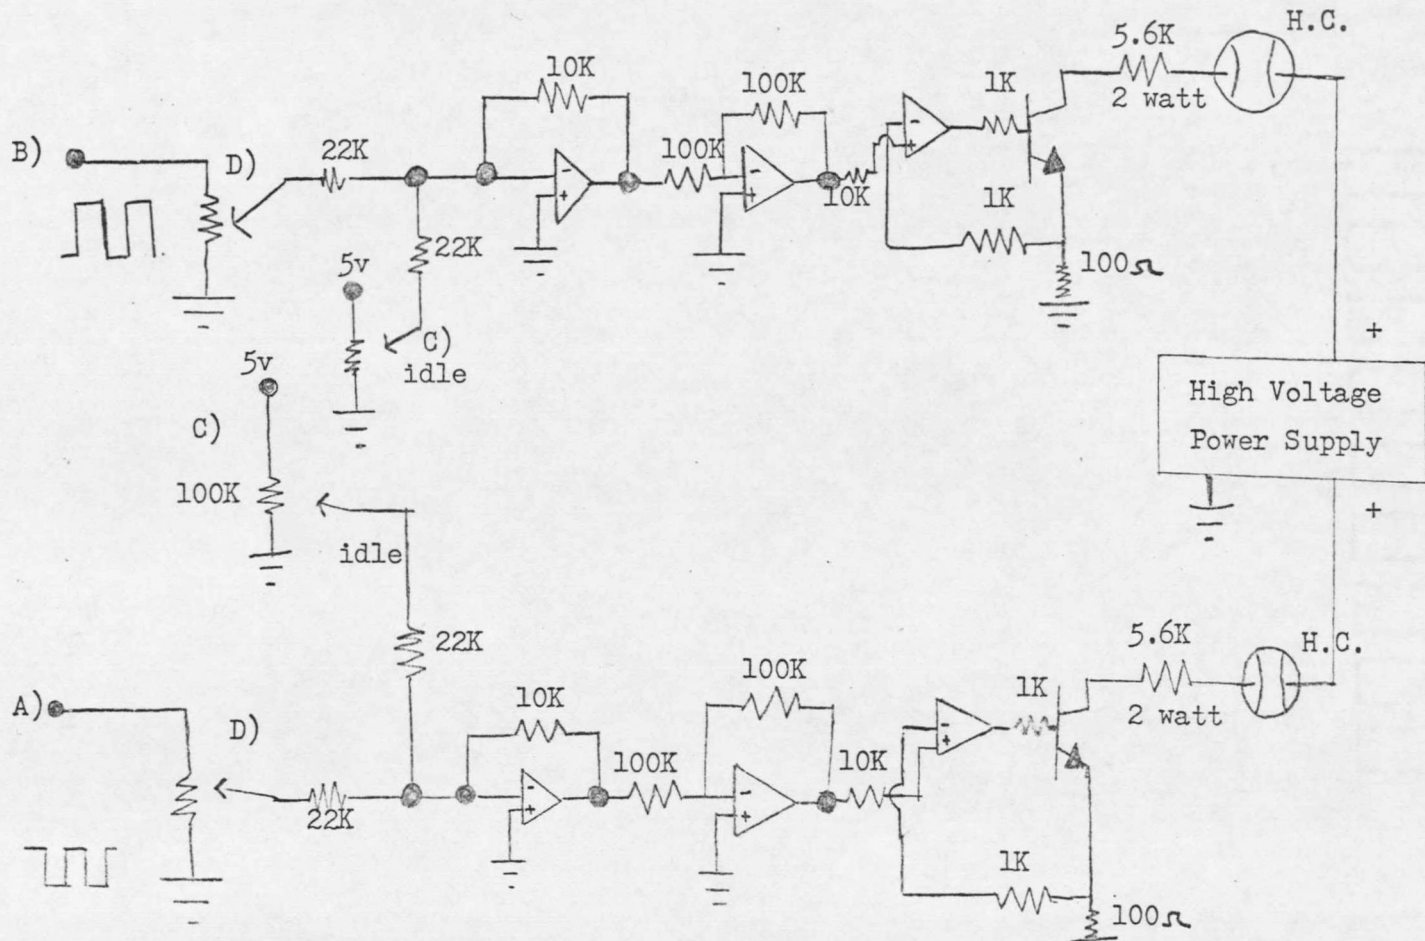 H.C.
5.6K
2 watt
10K
100K
1K
B)
D)
22K
100K
10K
22K
1K
5v
C)
idle
100Ω
+
High Voltage
Power Supply
+
5v
C)
100K
idle
22K
5.6K
2 watt
H.C.
A)
D)
10K
100K
1K
100K
10K
22K
1K
100Ω